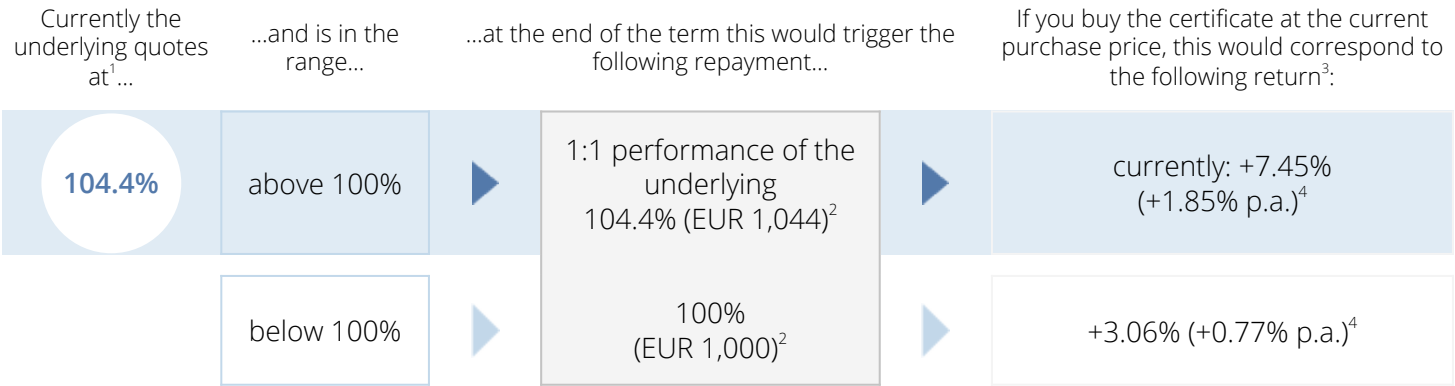 Currently the
underlying quotes
at¹...
...and is in the
range...
...at the end of the term this would trigger the
following repayment...
If you buy the certificate at the current
purchase price, this would correspond to
the following return³:
104.4%
above 100%
1:1 performance of the
underlying
104.4% (EUR 1,044)²
currently: +7.45%
(+1.85% p.a.)⁴
below 100%
100%
(EUR 1,000)²
+3.06% (+0.77% p.a.)⁴